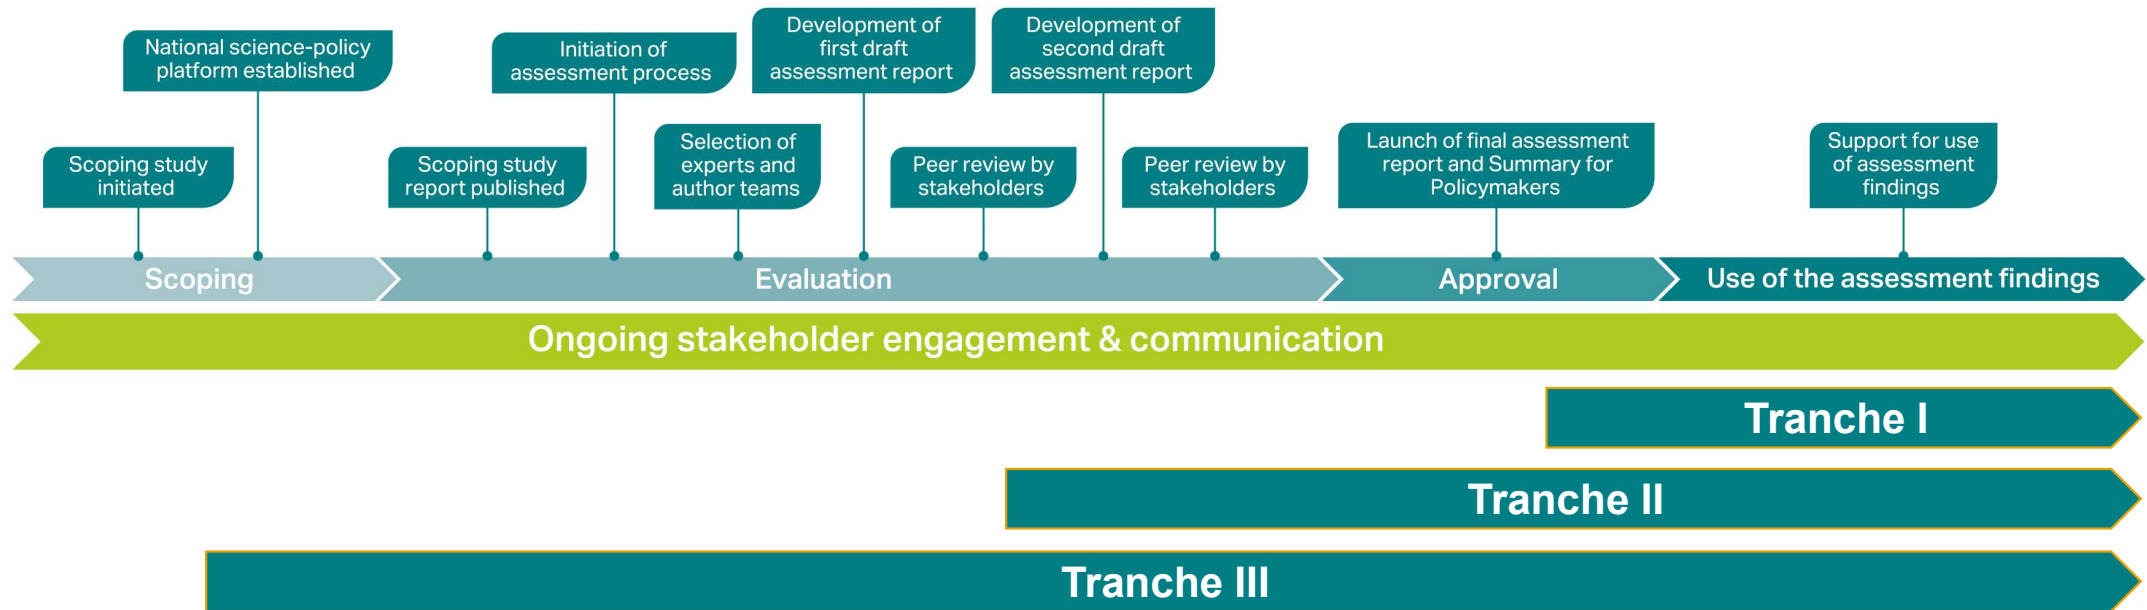 National science-policy
platform established
Initiation of
assessment process
Development of
first draft
assessment report
Development of
second draft
assessment report
Scoping study
initiated
Scoping study
report published
Selection of
experts and
author teams
Peer review by
stakeholders
Peer review by
stakeholders
Launch of final assessment
report and Summary for
Policymakers
Support for use
of assessment
findings
Scoping
Evaluation
Approval
Use of the assessment findings
Ongoing stakeholder engagement & communication
Tranche I
Tranche II
Tranche III